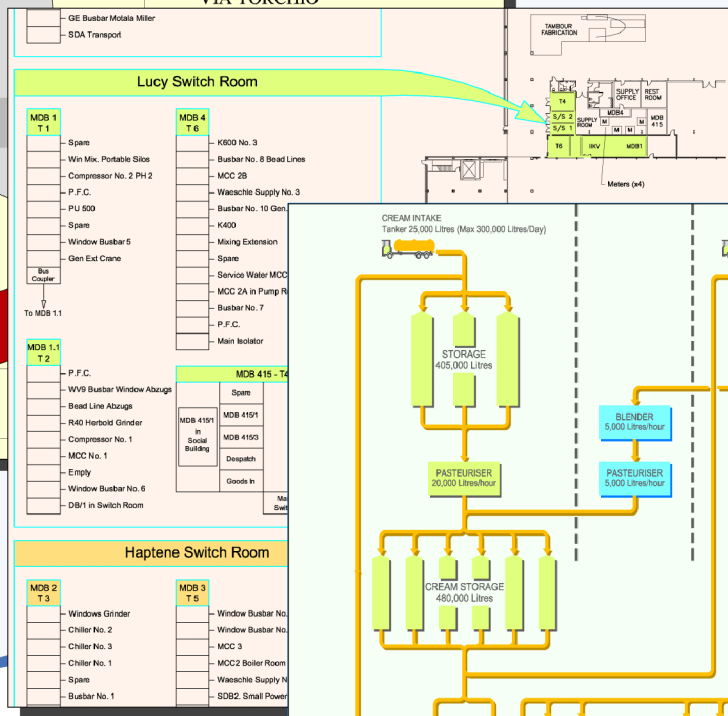 VIA TORCHIO
GE Busbar Motala Miller
SDA Transport
Lucy Switch Room
MDB 1
T 1
Spare
Win Mix. Portable Silos
Compressor No. 2 PH 2
P.F.C.
PU 500
Spare
Window Busbar 5
Gen Ext Crane
Bus
Coupler
To MDB 1.1
MDB 4
T 6
K600 No. 3
Busbar No. 8 Bead Lines
MCC 2B
Waeschle Supply No. 3
Busbar No. 10 Gen.
K400
Mixing Extension
Spare
Service Water MCC
MCC 2A in Pump R
Busbar No. 7
P.F.C.
Main Isolator
MDB 1.1
T 2
P.F.C.
WV9 Busbar Window Abzugs
Bead Line Abzugs
R40 Herbold Grinder
Compressor No. 1
MCC No. 1
Empty
Window Busbar No. 6
DB/1 in Switch Room
MDB 415 - T4
MDB 415/1
in
Social
Building
Spare
MDB 415/1
MDB 415/3
Despatch
Goods In
Ma
Swit
Haptene Switch Room
MDB 2
T 3
Windows Grinder
Chiller No. 2
Chiller No. 3
Chiller No. 1
Spare
Busbar No. 1
MDB 3
T 5
Window Busbar No.
Window Busbar No.
MCC 3
MCC2 Boiler Room
Waeschle Supply N
SDB2. Small Power
TAMBOUR
FABRICATION
T4
S/S 2
S/S 1
T6
SUPPLY
ROOM
SUPPLY
OFFICE
REST
ROOM
MDB4
M
M
M
M
MDB
415
IIKV
MDB1
Meters (x4)
CREAM INTAKE
Tanker 25,000 Litres (Max 300,000 Litres/Day)
STORAGE
405,000 Litres
BLENDER
5,000 Litres/hour
PASTEURISER
20,000 Litres/hour
PASTEURISER
5,000 Litres/hour
CREAM STORAGE
480,000 Litres